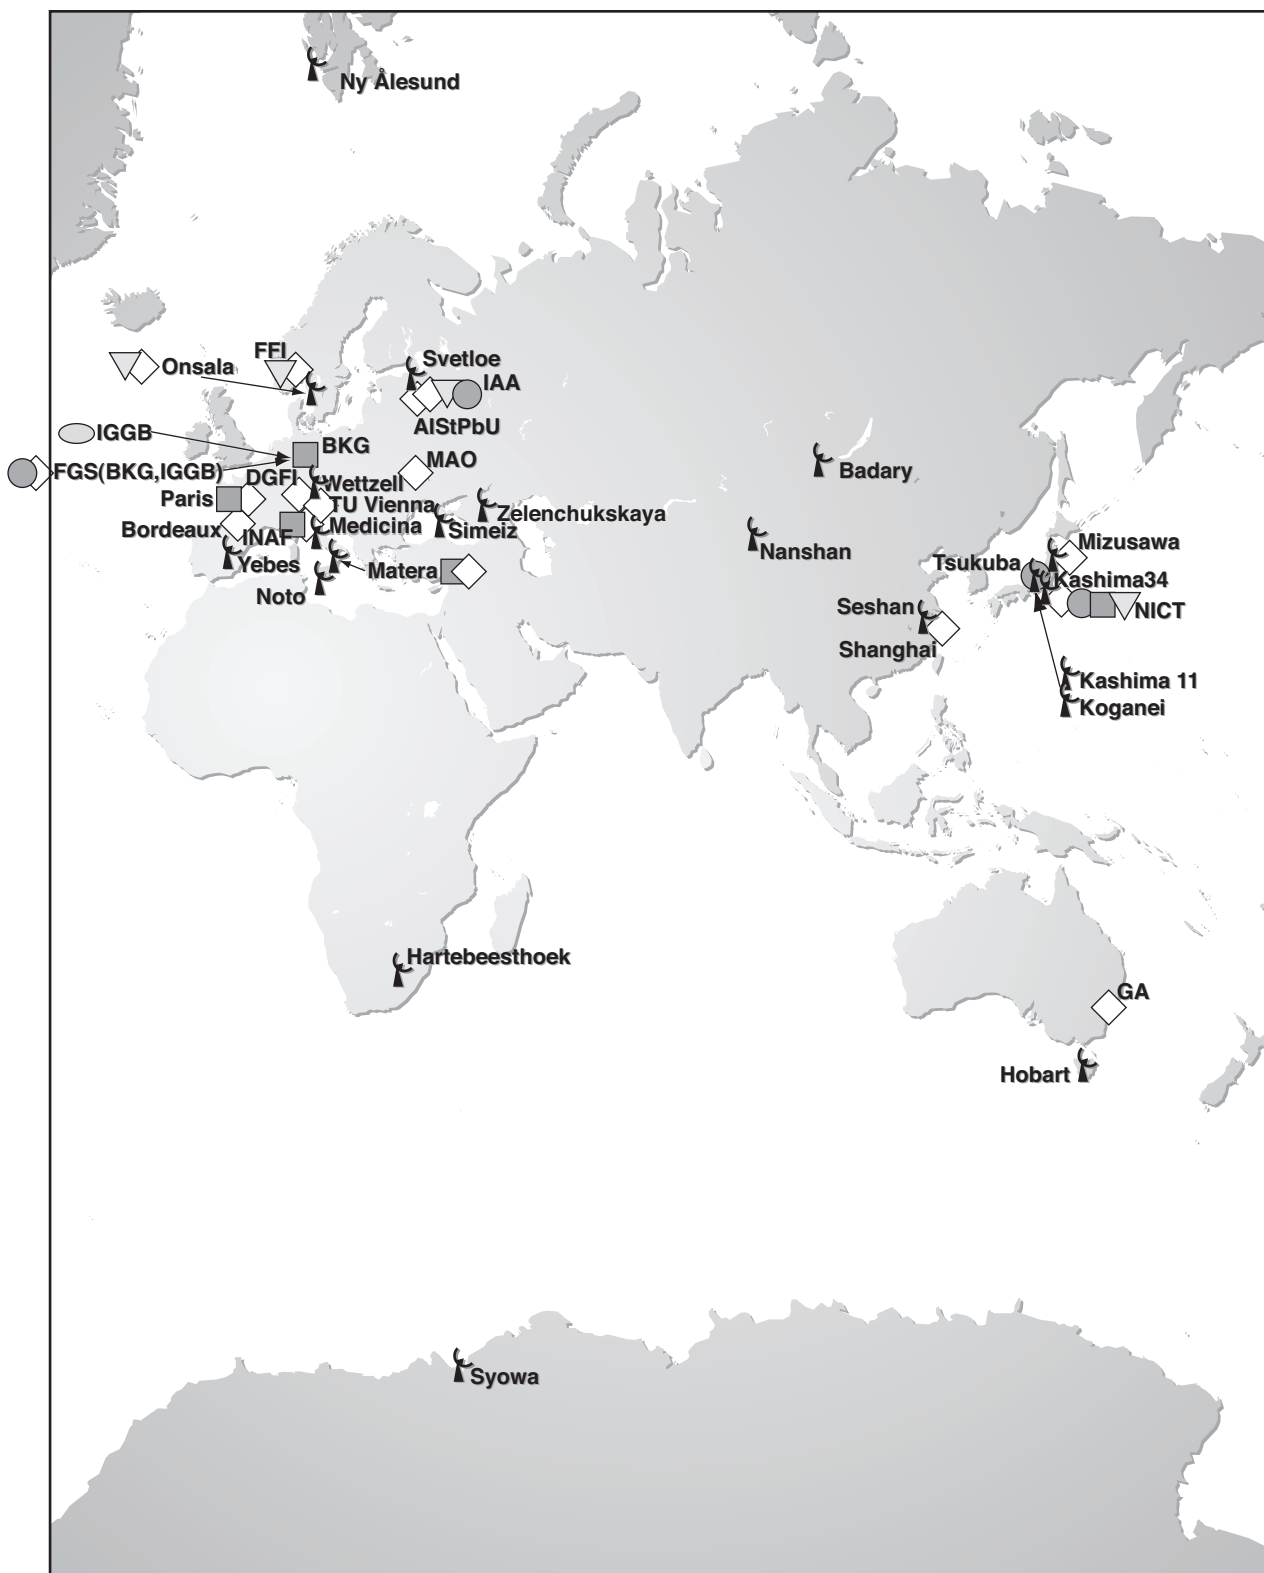 Ny Ålesund
FFI
Onsala
Svetloe
IAA
AIStPbU
IGGB
BKG
MAO
FGS(BKG,IGGB)
DGFI
Wettzell
Badary
Paris
TU Vienna
Zelenchukskaya
Bordeaux
INAF
Medicina
Simeiz
Nanshan
Mizusawa
Yebes
Matera
Tsukuba
Kashima34
Noto
Seshan
NICT
Shanghai
Kashima 11
Koganei
Hartebeesthoek
GA
Hobart
Syowa